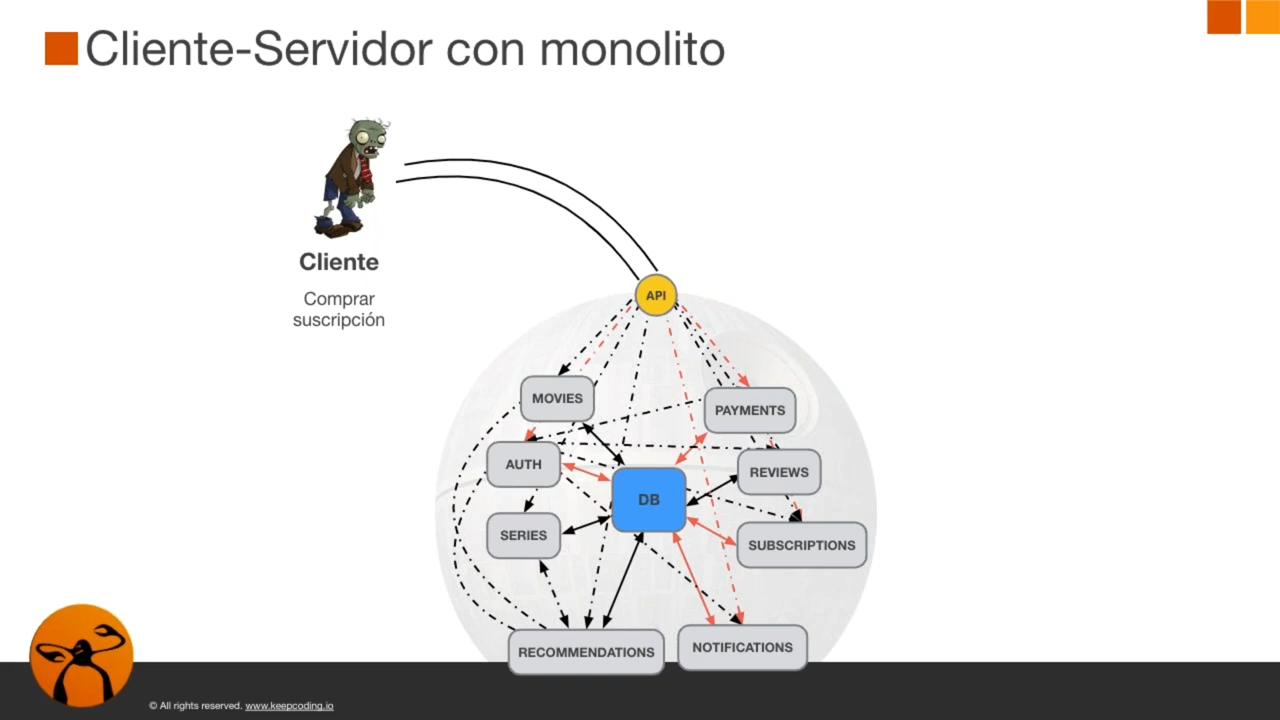 Cliente-Servidor con monolito
Cliente
Comprar
suscripción
API
MOVIES
PAYMENTS
AUTH
REVIEWS
DB
SERIES
SUBSCRIPTIONS
RECOMMENDATIONS
NOTIFICATIONS
© All rights reserved. www.keepcoding.io